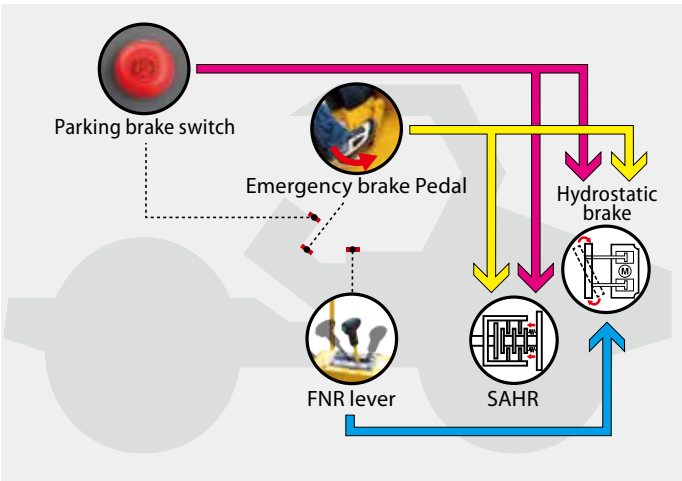 Parking brake switch
Emergency brake Pedal
Hydrostatic
brake
M
FNR lever
SAHR